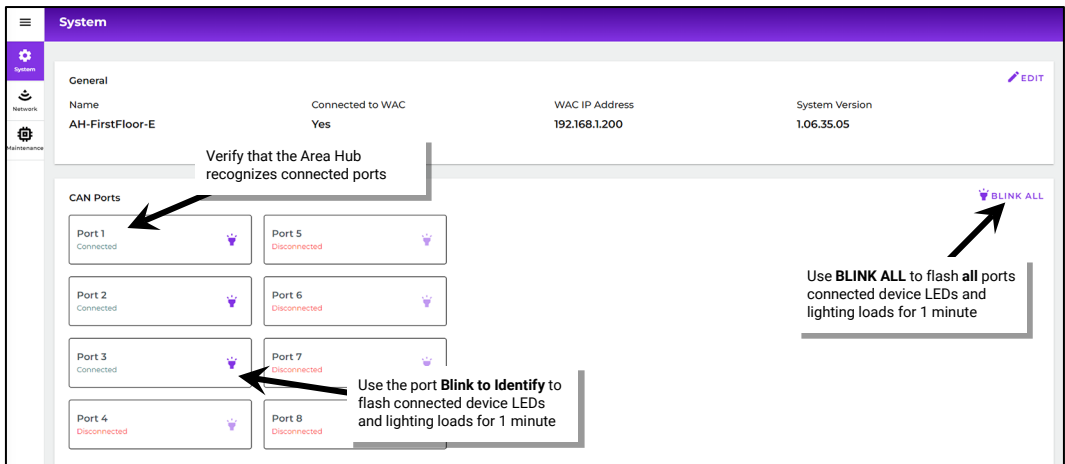 System
System
Network
Maintenance
General
EDIT
Name
Connected to WAC
WAC IP Address
System Version
AH-FirstFloor-E
Yes
192.168.1.200
1.06.35.05
Verify that the Area Hub
recognizes connected ports
CAN Ports
BLINK ALL
Port 1
Connected
Port 5
Disconnected
Use BLINK ALL to flash all ports
connected device LEDs and
lighting loads for 1 minute
Port 2
Connected
Port 6
Disconnected
Port 3
Connected
Port 7
Disconnected
Use the port Blink to Identify to
flash connected device LEDs
and lighting loads for 1 minute
Port 4
Disconnected
Port 8
Disconnected